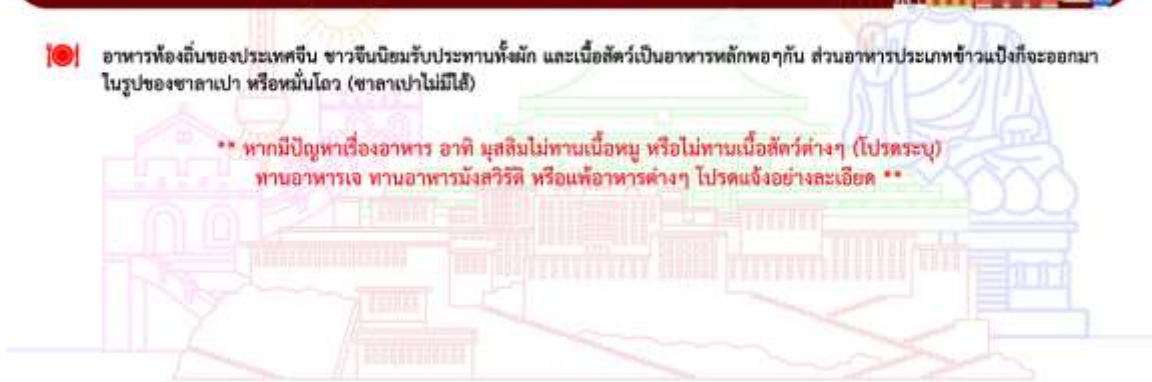 อาหารท้องถิ่นของประเทศจีน ชาวจีนนิยมรับประทานทั้งผัก และเนื้อสัตว์เป็นอาหารหลักพอๆกัน ส่วนอาหารประเภทข้าวแป้งก็จะออกมา
ในรูปของซาลาเปา หรือหมั่นโถว (ซาลาเปาไม่มีไส้)
** หากมีปัญหาเรื่องอาหาร อาทิ มุสลิมไม่ทานเนื้อหมู หรือไม่ทานเนื้อสัตว์ต่างๆ (โปรดระบุ)
ทานอาหารเจ ทานอาหารมังสวิรัติ หรือแพ้อาหารต่างๆ โปรดแจ้งอย่างละเอียด **